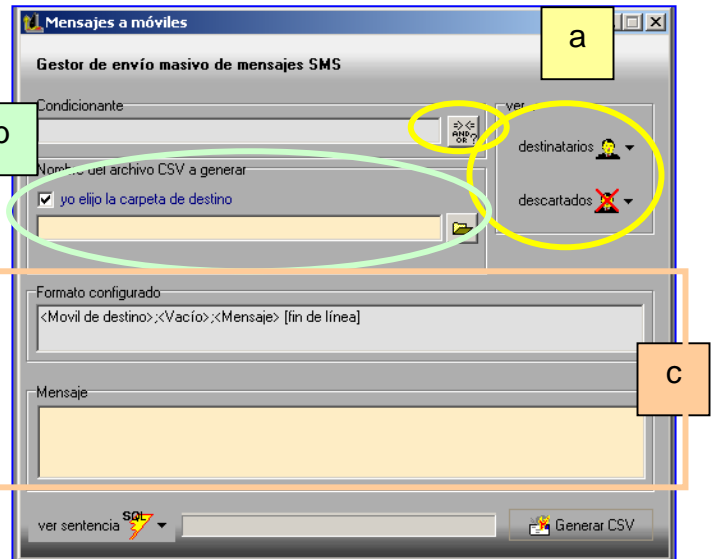 Mensajes a móviles
a
Gestor de envío masivo de mensajes SMS
Condicionante
=> <=
AND
OR ?
ver
destinatarios
descartados
Nombre del archivo CSV a generar
yo elijo la carpeta de destino
Formato configurado
<Movil de destino>;<Vacío>;<Mensaje> [fin de línea]
c
Mensaje
ver sentencia SQL
Generar CSV